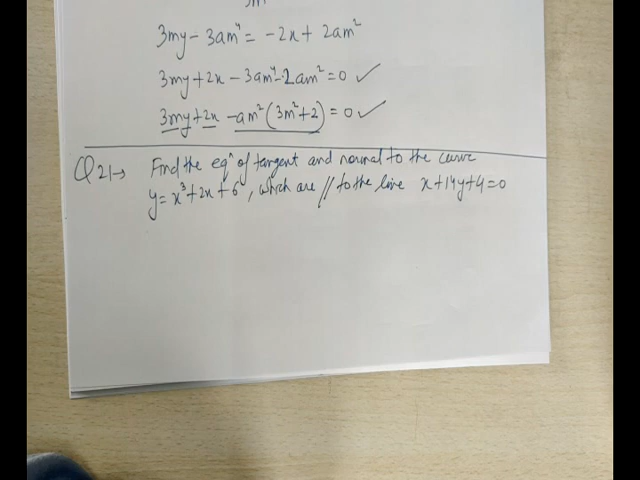 3my - 3am⁴ = -2x + 2am²
3my + 2x - 3am⁴ - 2am² = 0 ✓
3my + 2x - am² (3m² + 2) = 0 ✓
Q 21→ Find the eqⁿ of tangent and normal to the curve
y = x³ + 2x + 6, which are // to the line x + 14y + 4 = 0